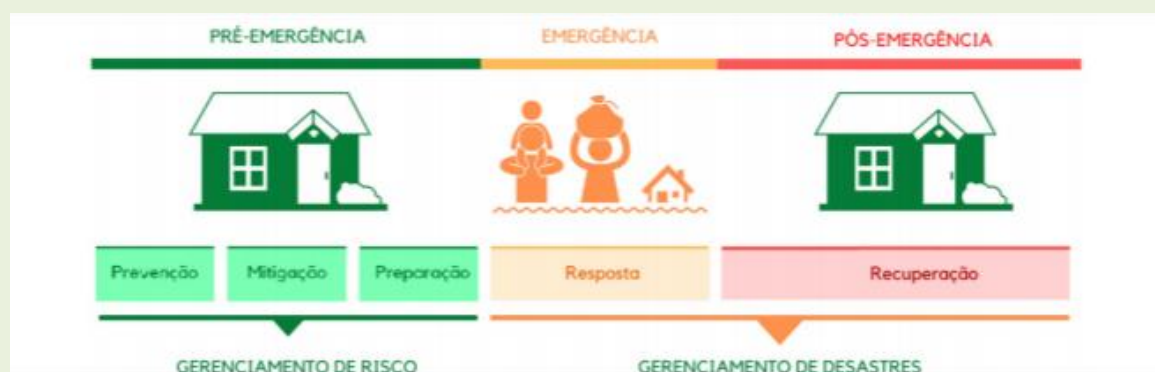 PRÉ-EMERGÊNCIA EMERGÊNCIA PÓS-EMERGÊNCIA
Prevenção Mitigação Preparação Resposta Recuperação
GERENCIAMENTO DE RISCO GERENCIAMENTO DE DESASTRES